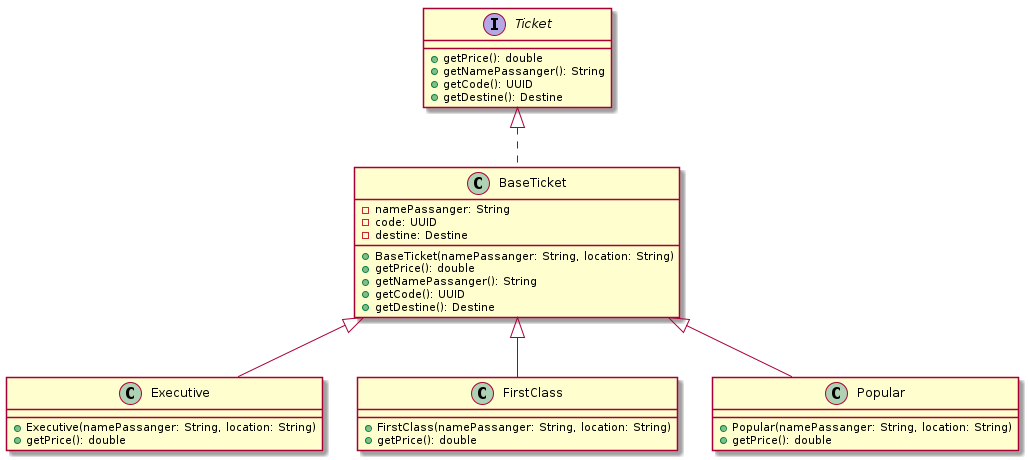 I Ticket
getPrice(): double
getNamePassanger(): String
getCode(): UUID
getDestine(): Destine
C BaseTicket
namePassanger: String
code: UUID
destine: Destine
BaseTicket(namePassanger: String, location: String)
getPrice(): double
getNamePassanger(): String
getCode(): UUID
getDestine(): Destine
C Executive
Executive(namePassanger: String, location: String)
getPrice(): double
C FirstClass
FirstClass(namePassanger: String, location: String)
getPrice(): double
C Popular
Popular(namePassanger: String, location: String)
getPrice(): double